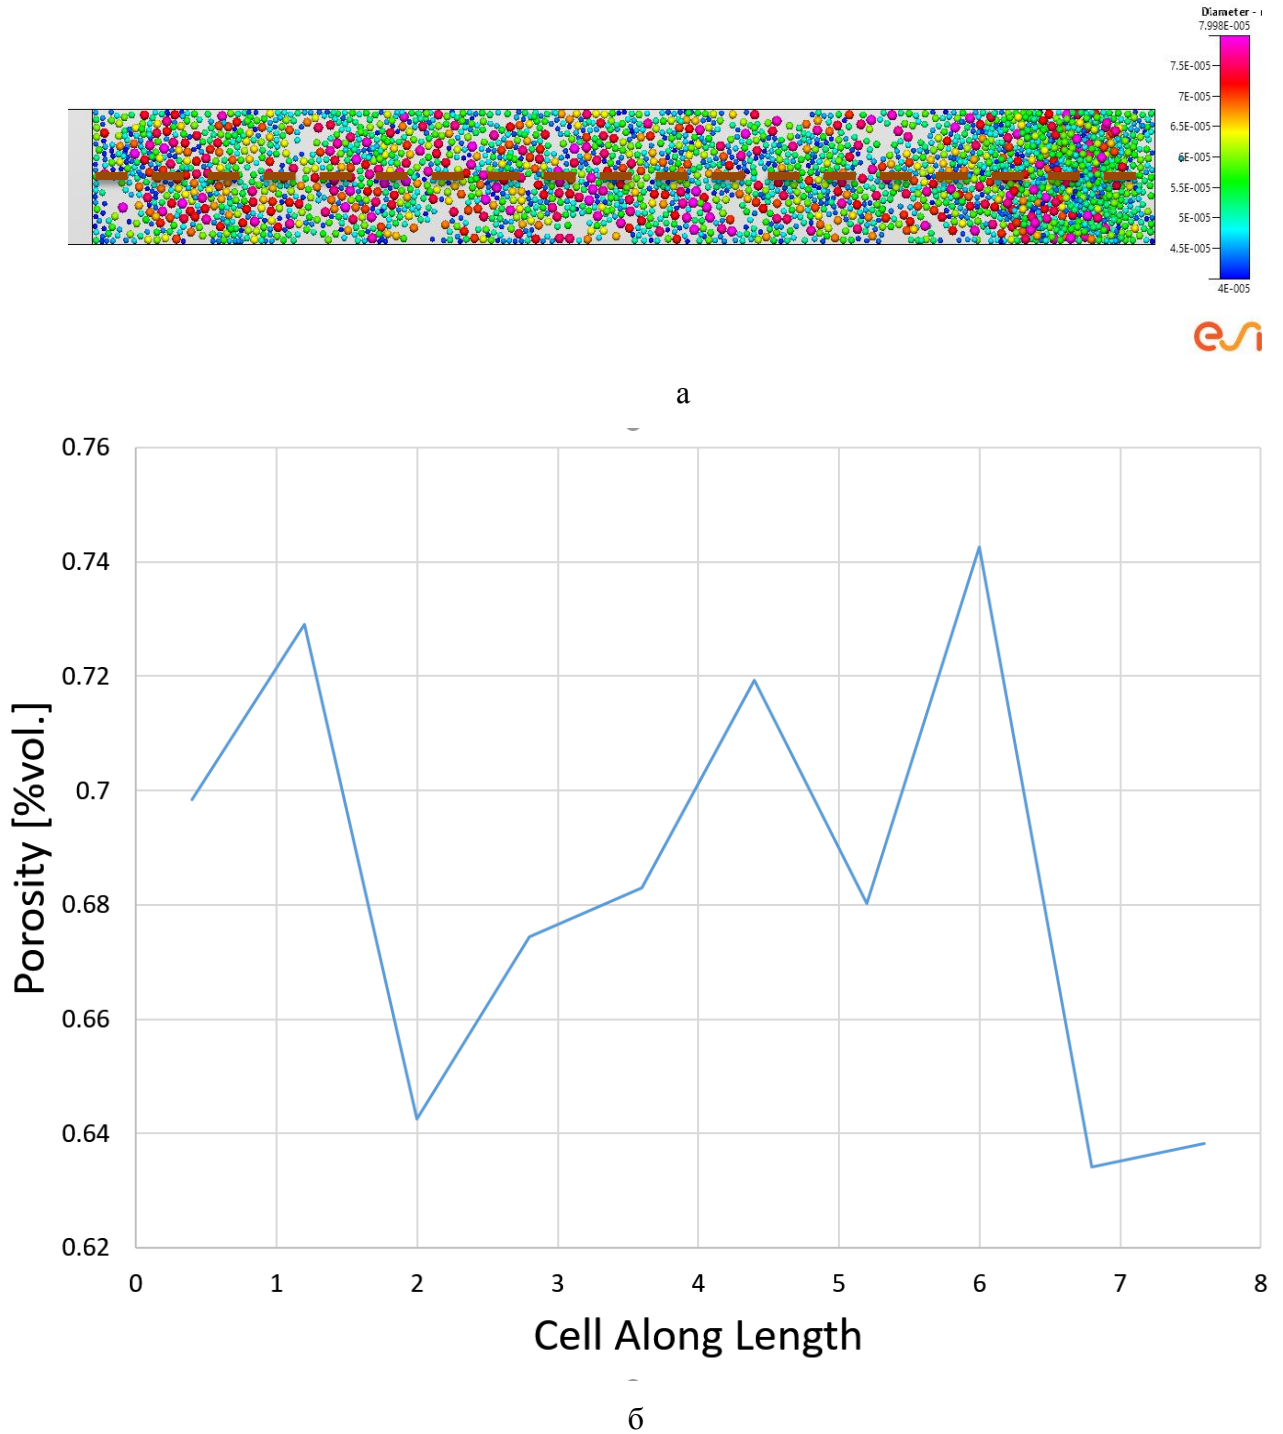 Diameter -
7.998E-005
7.5E-005
7E-005
6.5E-005
6E-005
5.5E-005
5E-005
4.5E-005
4E-005
esi
а
0.76
0.74
0.72
0.7
0.68
0.66
0.64
0.62
Porosity [%vol.]
0 1 2 3 4 5 6 7 8
Cell Along Length
б